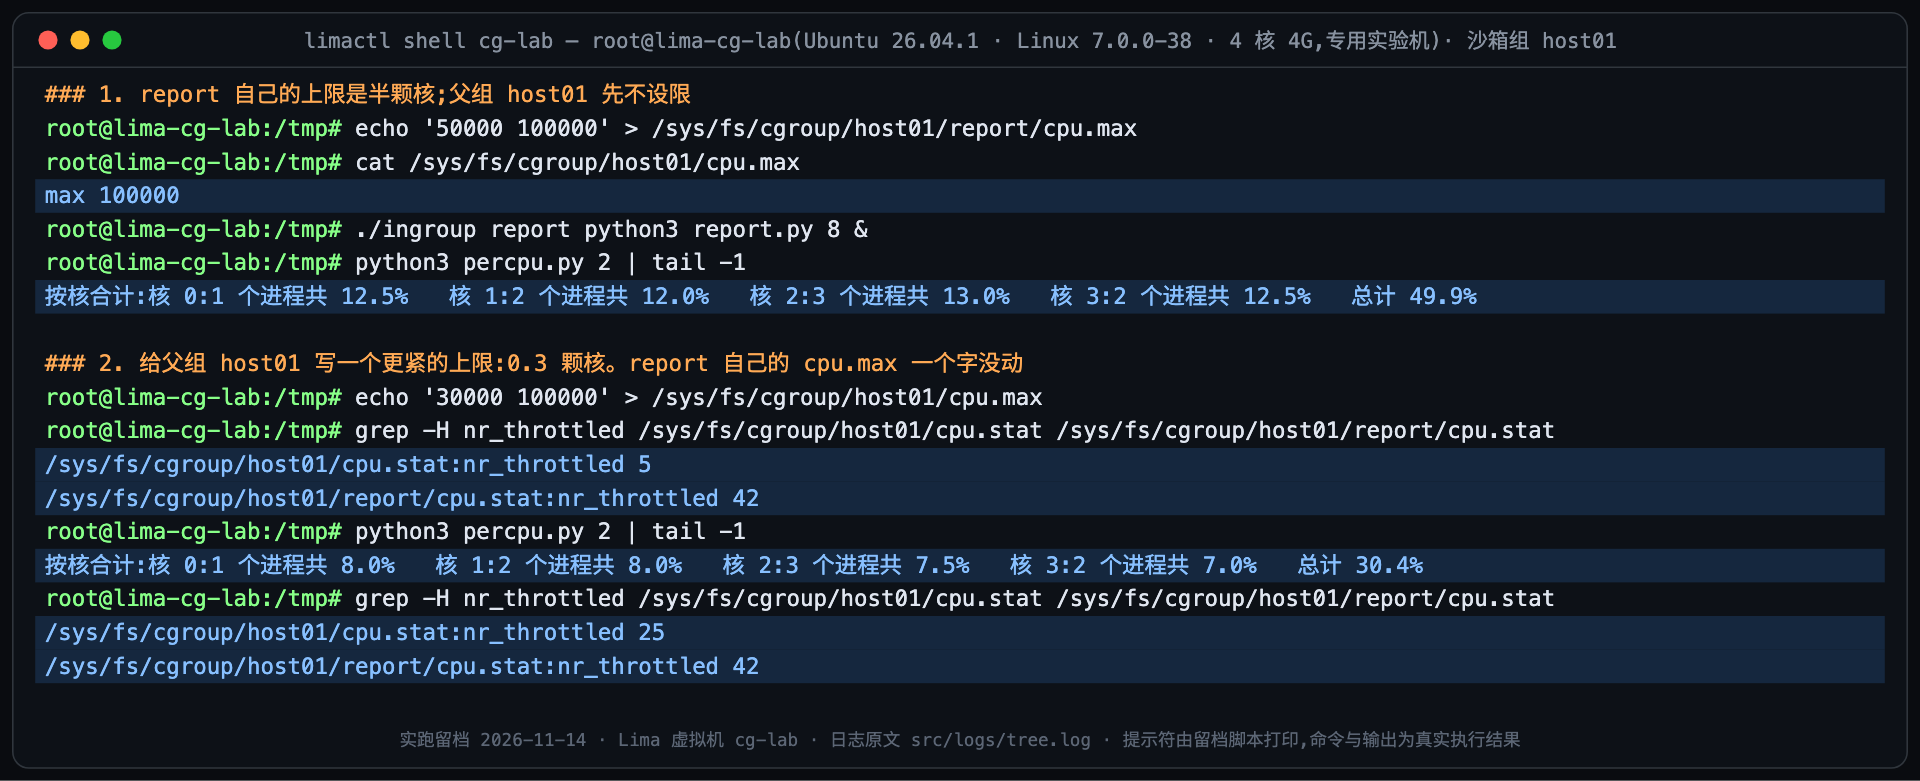 limactl shell cg-lab — root@lima-cg-lab(Ubuntu 26.04.1 · Linux 7.0.0-38 · 4 核 4G,专用实验机)· 沙箱组 host01
### 1. report 自己的上限是半颗核;父组 host01 先不设限
root@lima-cg-lab:/tmp# echo '50000 100000' > /sys/fs/cgroup/host01/report/cpu.max
root@lima-cg-lab:/tmp# cat /sys/fs/cgroup/host01/cpu.max
max 100000
root@lima-cg-lab:/tmp# ./ingroup report python3 report.py 8 &
root@lima-cg-lab:/tmp# python3 percpu.py 2 | tail -1
按核合计:核 0:1 个进程共 12.5%   核 1:2 个进程共 12.0%   核 2:3 个进程共 13.0%   核 3:2 个进程共 12.5%   总计 49.9%
### 2. 给父组 host01 写一个更紧的上限:0.3 颗核。report 自己的 cpu.max 一个字没动
root@lima-cg-lab:/tmp# echo '30000 100000' > /sys/fs/cgroup/host01/cpu.max
root@lima-cg-lab:/tmp# grep -H nr_throttled /sys/fs/cgroup/host01/cpu.stat /sys/fs/cgroup/host01/report/cpu.stat
/sys/fs/cgroup/host01/cpu.stat:nr_throttled 5
/sys/fs/cgroup/host01/report/cpu.stat:nr_throttled 42
root@lima-cg-lab:/tmp# python3 percpu.py 2 | tail -1
按核合计:核 0:1 个进程共 8.0%   核 1:2 个进程共 8.0%   核 2:3 个进程共 7.5%   核 3:2 个进程共 7.0%   总计 30.4%
root@lima-cg-lab:/tmp# grep -H nr_throttled /sys/fs/cgroup/host01/cpu.stat /sys/fs/cgroup/host01/report/cpu.stat
/sys/fs/cgroup/host01/cpu.stat:nr_throttled 25
/sys/fs/cgroup/host01/report/cpu.stat:nr_throttled 42
实跑留档 2026-11-14 · Lima 虚拟机 cg-lab · 日志原文 src/logs/tree.log · 提示符由留档脚本打印,命令与输出为真实执行结果